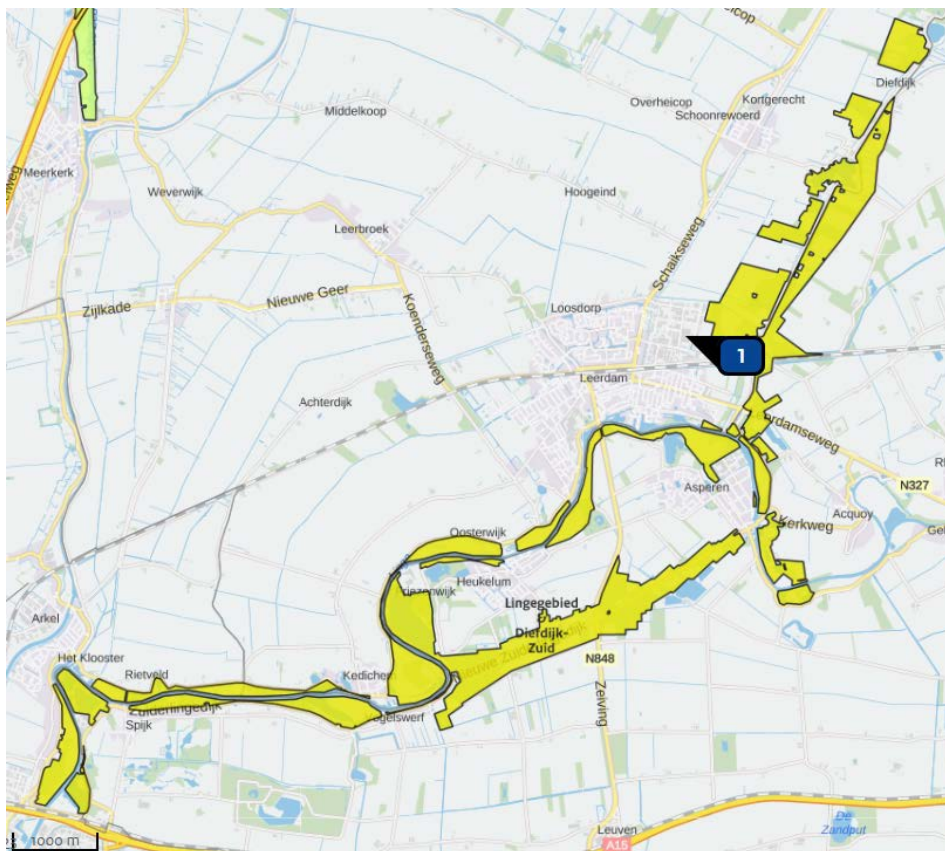 Diefdijk
Overheicop
Kortgerecht
Schoonrewoerd
Middelkoop
Meerkerk
Weverwijk
Hoogeind
Leerbroek
Schaikseweg
Nieuwe Geer
Zijlkade
Koenderseweg
Loosdorp
1
Leerdam
Achterdijk
N327
Asperen
Acquoy
Kerkweg
Oosterwijk
Heukelum
Lingegebied
&
Diefdijk-
Zuid
Arkel
Het Klooster
Rietveld
Kedichem
N848
Zuiderlingedijk
Spijk
Zeiving
1000 m
Leuven
A15
De
Zandput